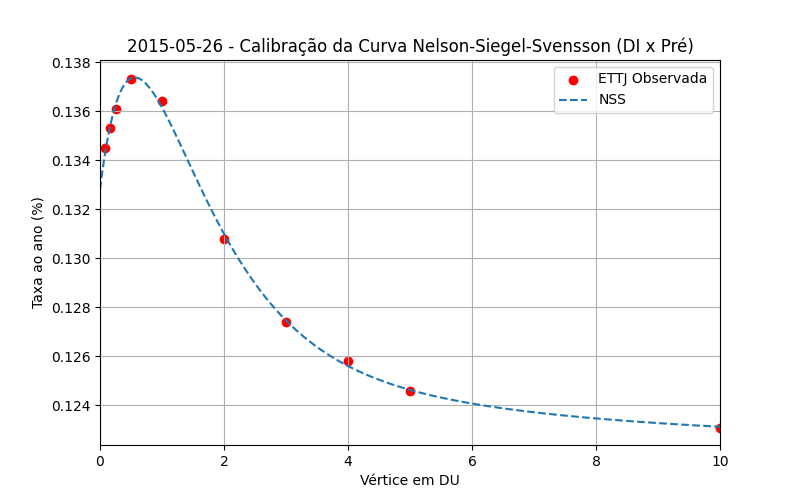 2015-05-26 - Calibração da Curva Nelson-Siegel-Svensson (DI x Pré)
ETTJ Observada
NSS
Taxa ao ano (%)
0.138
0.136
0.134
0.132
0.130
0.128
0.126
0.124
0 2 4 6 8 10
Vértice em DU